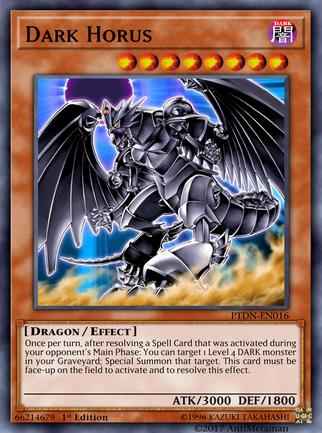 Dark Horus
DARK
闇
PTDN-EN016
[Dragon / Effect]
Once per turn, after resolving a Spell Card that was activated
during your opponent's Main Phase: You can target 1 Level 4 DARK monster
in your Graveyard; Special Summon that target. This card must be
face-up on the field to activate and to resolve this effect.
ATK/3000 DEF/1800
66214679 1st Edition ©1996 KAZUKI TAKAHASHI
©2017 AntiMetaman